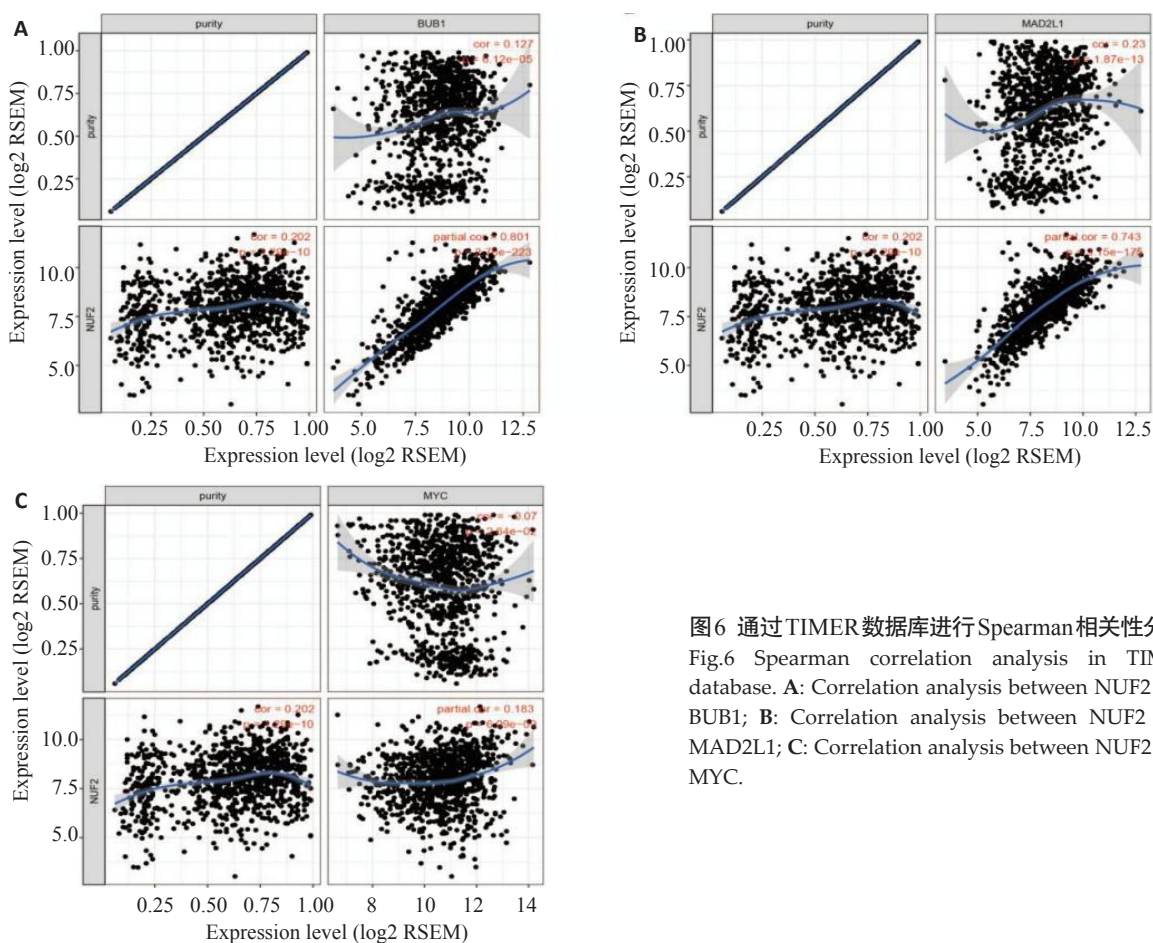 A
purity
BUB1
1.00
0.75
0.50
0.25
purity
cor = 0.127
Expression level (log2 RSEM)
10.0
7.5
5.0
NUF2
cor = 0.202
partial.cor = 0.801
0.25 0.50 0.75 1.00
5.0 7.5 10.0 12.5
Expression level (log2 RSEM)
B
purity
MAD2L1
1.00
0.75
0.50
0.25
purity
cor = 0.23
p = 1.87e-13
Expression level (log2 RSEM)
10.0
7.5
5.0
NUF2
cor = 0.202
partial.cor = 0.743
0.25 0.50 0.75 1.00
5.0 7.5 10.0 12.5
Expression level (log2 RSEM)
C
purity
MYC
1.00
0.75
0.50
0.25
purity
cor = -0.07
Expression level (log2 RSEM)
10.0
7.5
5.0
NUF2
cor = 0.202
partial.cor = 0.183
0.25 0.50 0.75 1.00
8 10 12 14
Expression level (log2 RSEM)
图6 通过TIMER数据库进行Spearman相关性分
Fig.6 Spearman correlation analysis in TIM
database. A: Correlation analysis between NUF2
BUB1; B: Correlation analysis between NUF2
MAD2L1; C: Correlation analysis between NUF2
MYC.